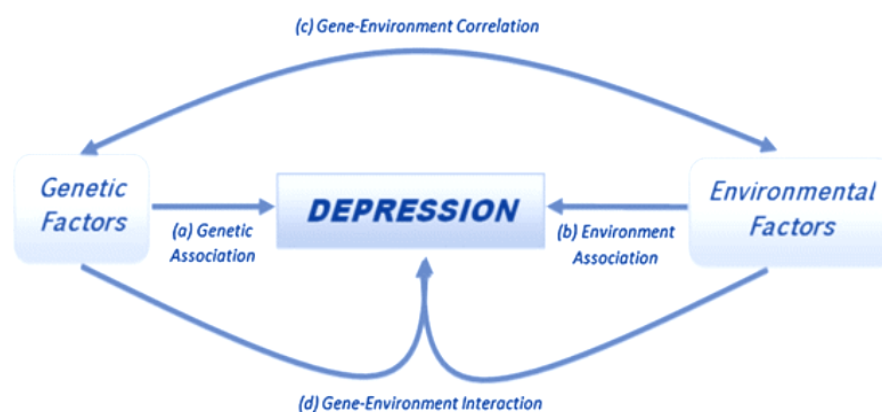 (c) Gene-Environment Correlation
Genetic
Factors
DEPRESSION
Environmental
Factors
(a) Genetic
Association
(b) Environment
Association
(d) Gene-Environment Interaction